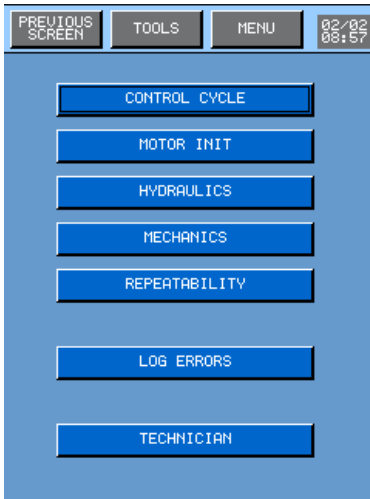 PREVIOUS
SCREEN
TOOLS
MENU
02/02
08:57
CONTROL CYCLE
MOTOR INIT
HYDRAULICS
MECHANICS
REPEATABILITY
LOG ERRORS
TECHNICIAN